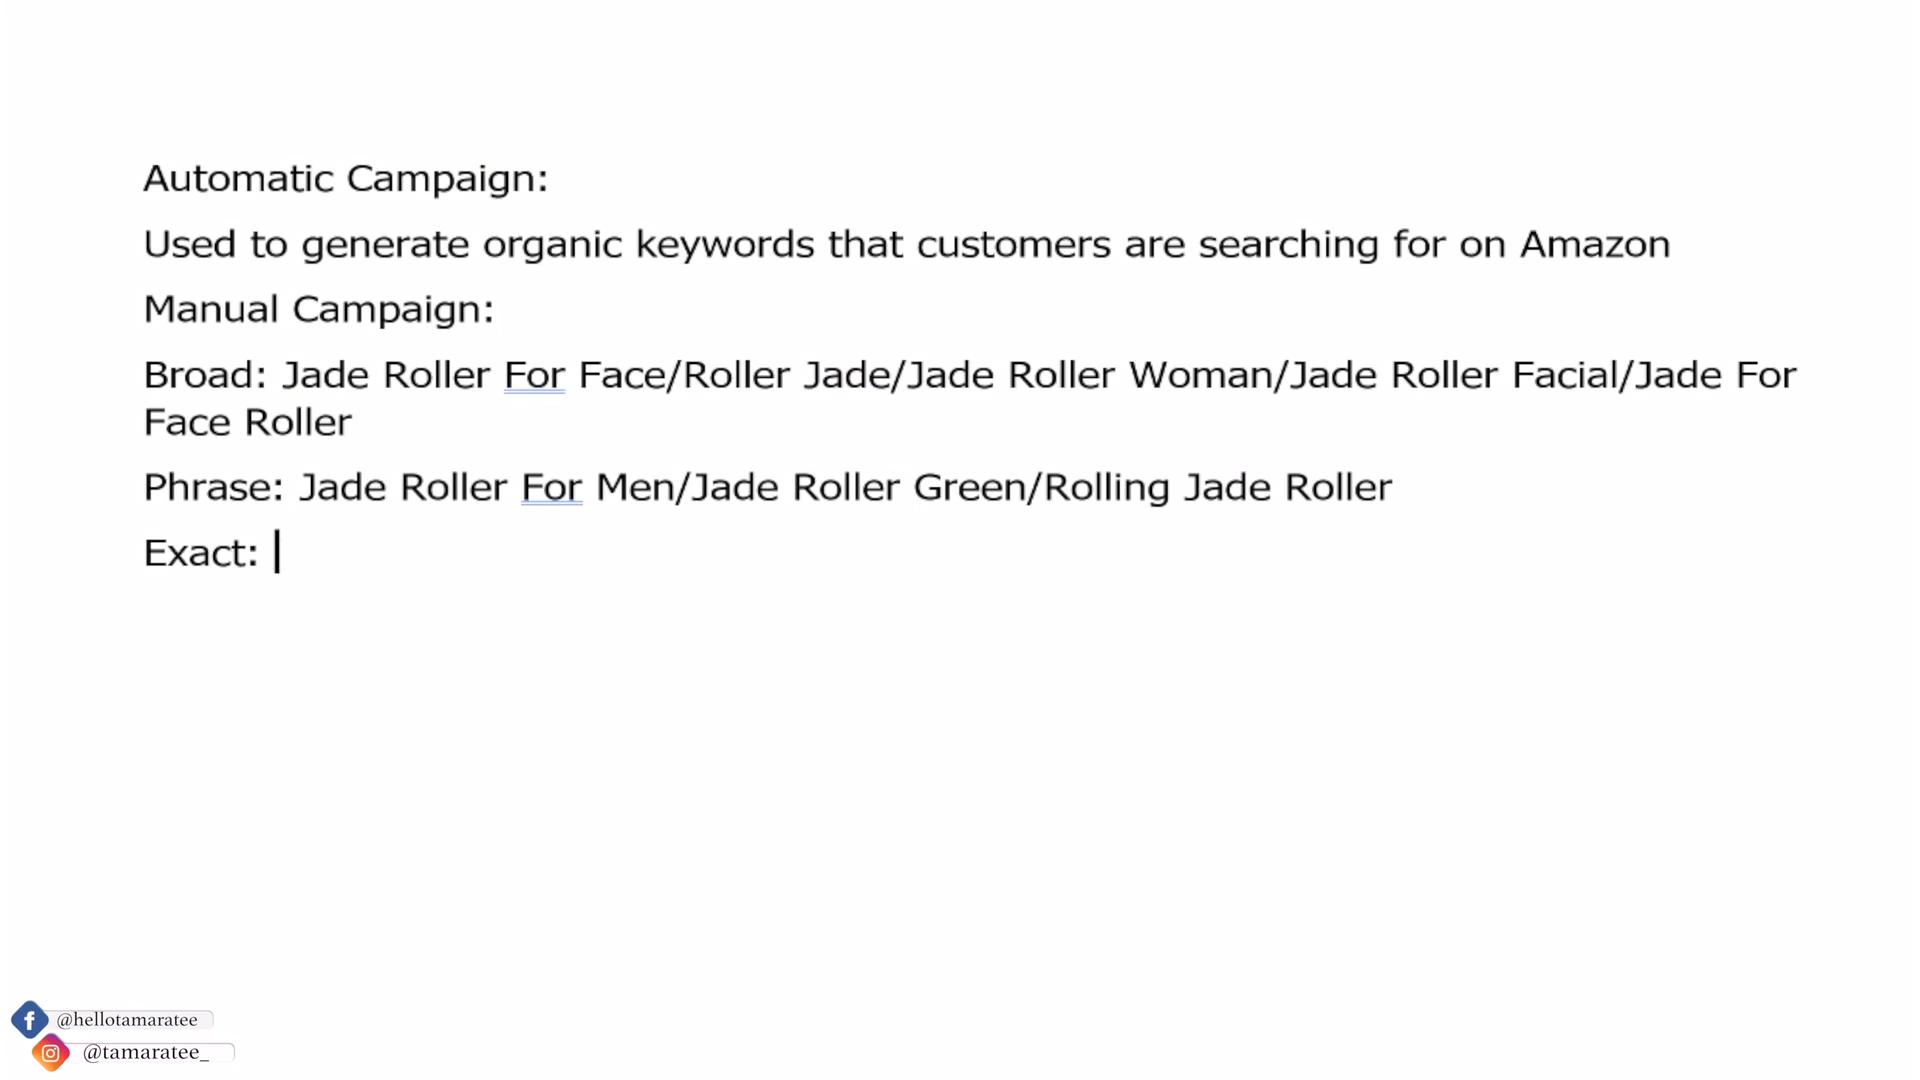 Automatic Campaign:
Used to generate organic keywords that customers are searching for on Amazon
Manual Campaign:
Broad: Jade Roller For Face/Roller Jade/Jade Roller Woman/Jade Roller Facial/Jade For
Face Roller
Phrase: Jade Roller For Men/Jade Roller Green/Rolling Jade Roller
Exact:
@hellotamaratee
@tamaratee_